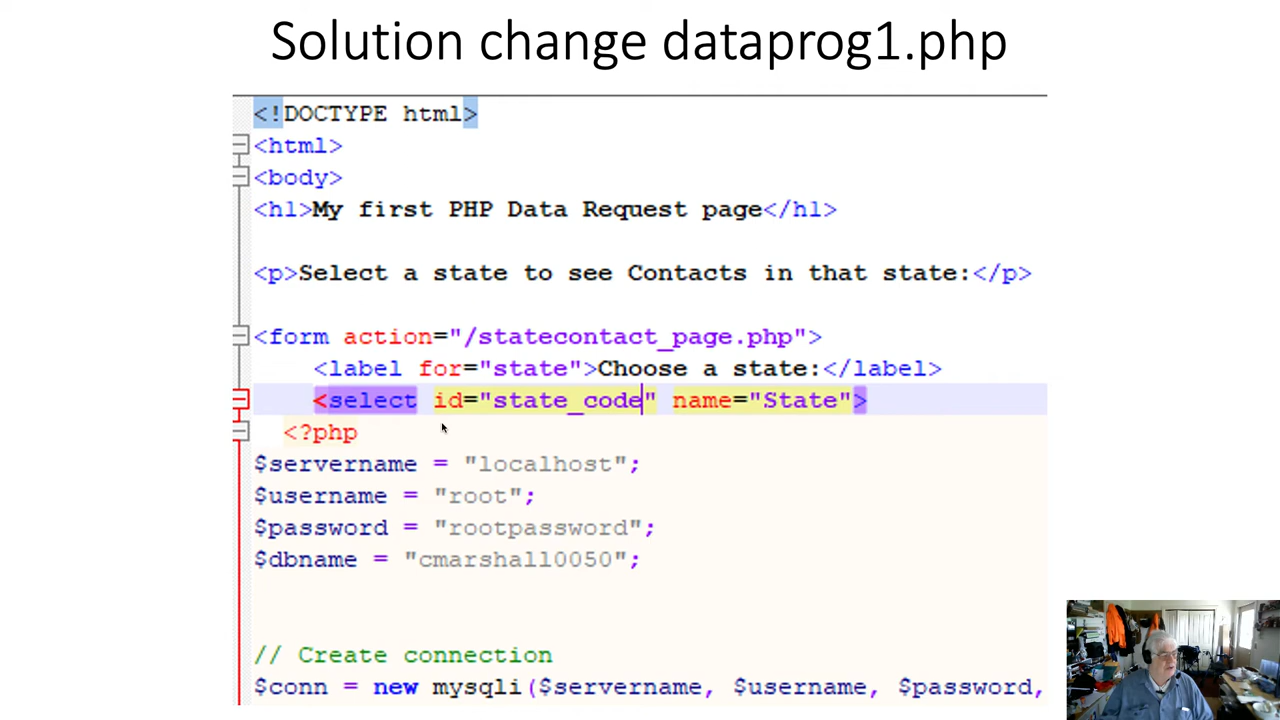 Solution change dataprog1.php
<!DOCTYPE html>
<html>
<body>
<h1>My first PHP Data Request page</h1>
<p>Select a state to see Contacts in that state:</p>
<form action="/statecontact_page.php">
<label for="state">Choose a state:</label>
<select id="state_code" name="State">
<?php
$servername = "localhost";
$username = "root";
$password = "rootpassword";
$dbname = "cmarshall0050";
// Create connection
$conn = new mysqli($servername, $username, $password,